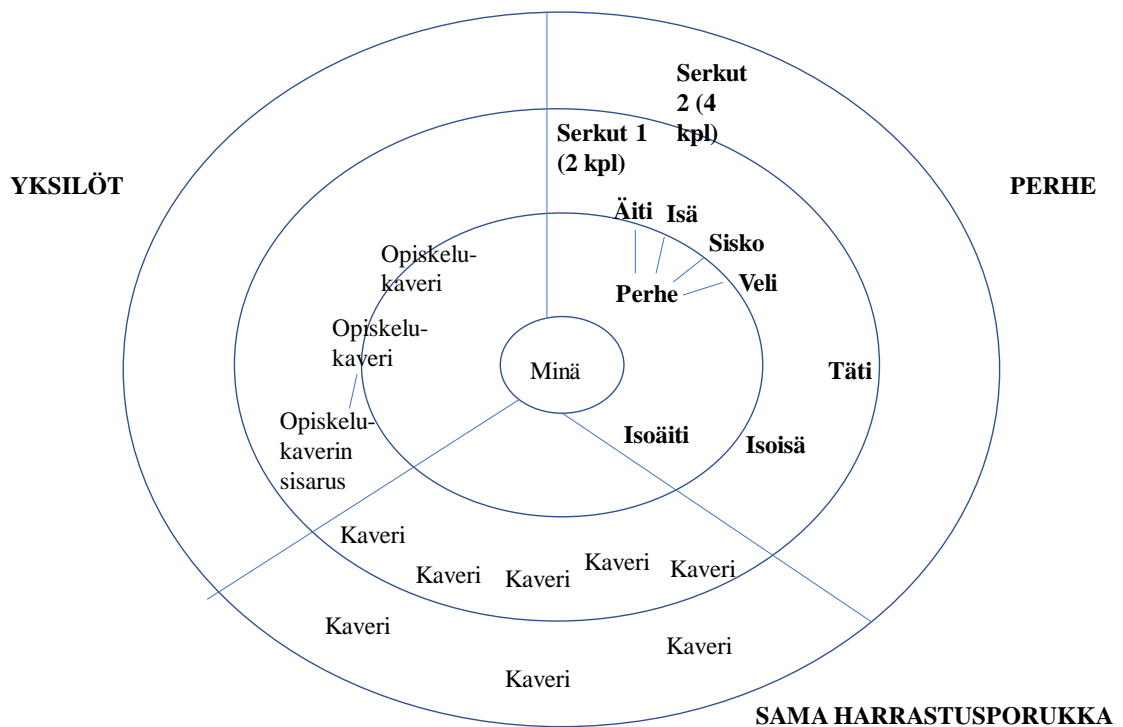 Serkut
2 (4
kpl)
Serkut 1
(2 kpl)
YKSILÖT
PERHE
Äiti
Isä
Sisko
Veli
Perhe
Opiskelu-
kaveri
Opiskelu-
kaveri
Minä
Täti
Opiskelu-
kaverin
sisarus
Isoäiti
Isoisä
Kaveri
Kaveri
Kaveri
Kaveri
Kaveri
Kaveri
Kaveri
Kaveri
SAMA HARRASTUSPORUKKA